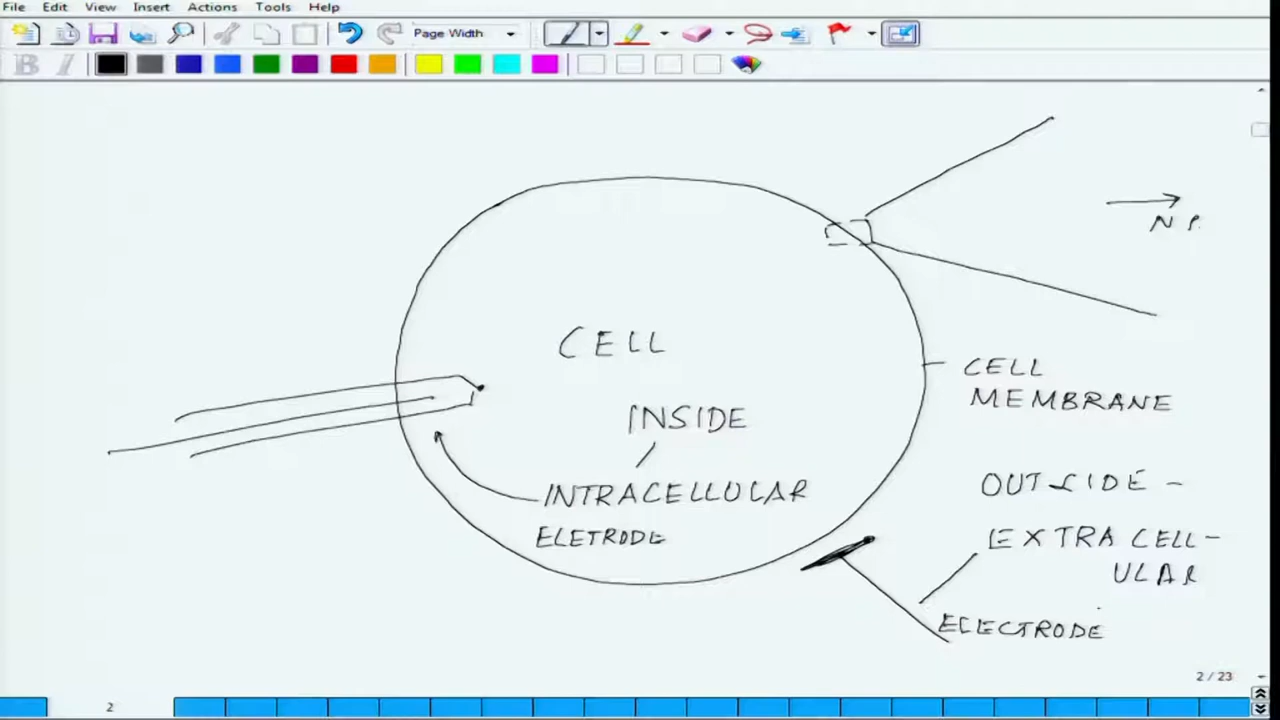 File Edit View Insert Actions Tools Help
Page Width
B I
N P.
CELL
CELL
MEMBRANE
INSIDE
OUTSIDE -
INTRACELLULAR
ELETRODE
EXTRA CELL-
ULAR
ELECTRODE
2 / 23
2